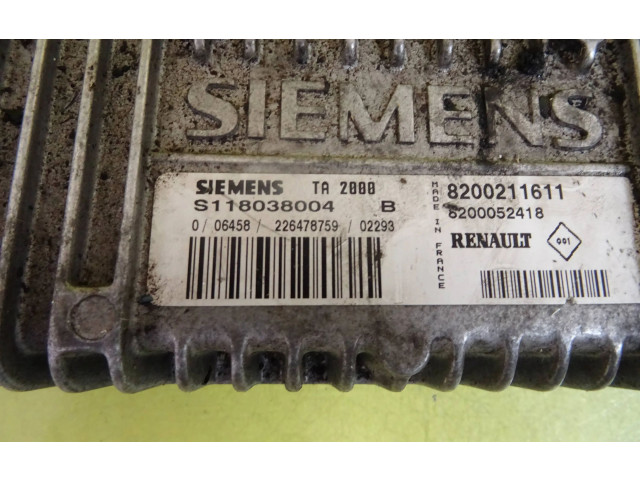 SIEMENS
SIEMENS TA 2000
S118038004 B
0 / 06458 / 226478759 / 02293
MADE IN FRANCE
8200211611
8200052418
RENAULT 001